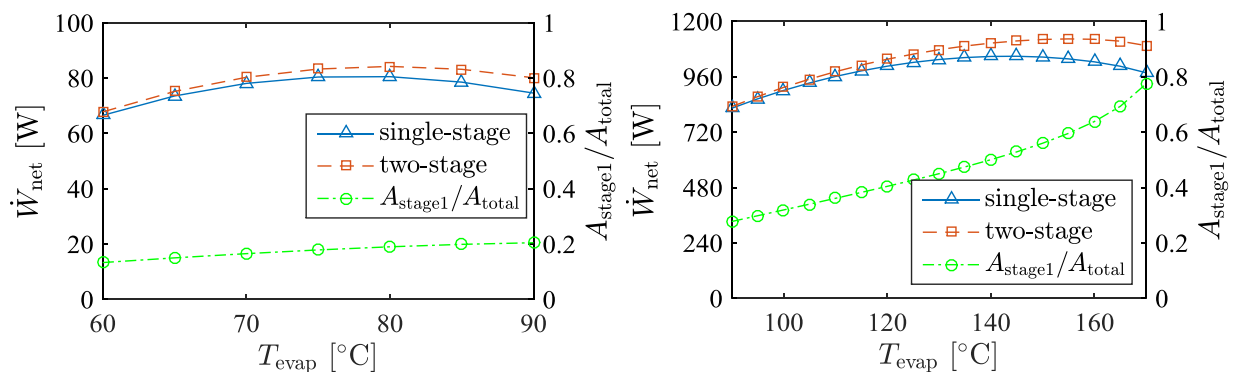 100
80
60
40
20
0
Ẇnet [W]
60
70
80
90
Tevap [°C]
1
0.8
0.6
0.4
0.2
0
Astage1/Atotal
single-stage
two-stage
Astage1/Atotal
1200
960
720
480
240
0
Ẇnet [W]
100
120
140
160
Tevap [°C]
1
0.8
0.6
0.4
0.2
0
Astage1/Atotal
single-stage
two-stage
Astage1/Atotal